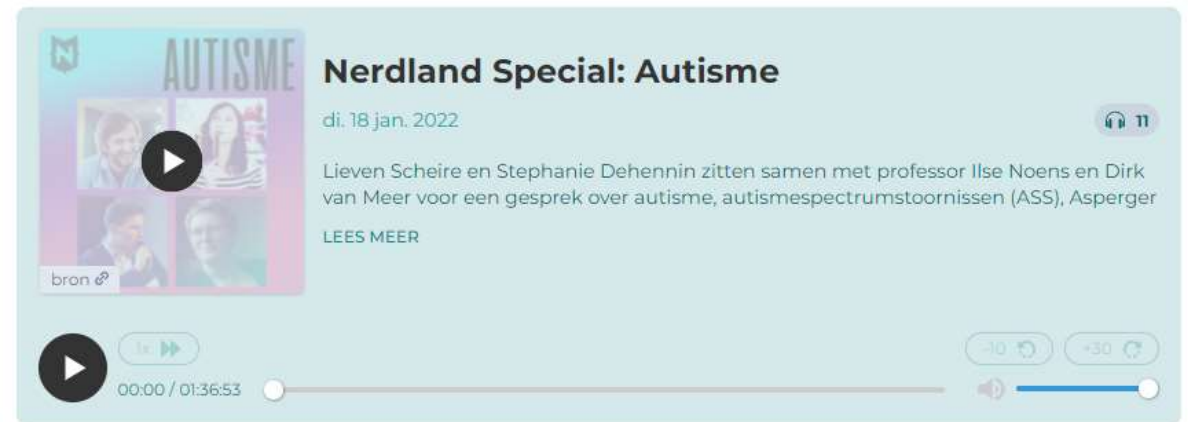 AUTISME
Nerdland Special: Autisme
di. 18 jan. 2022
11
Lieven Scheire en Stephanie Dehennin zitten samen met professor Ilse Noens en Dirk
van Meer voor een gesprek over autisme, autismespectrumstoornissen (ASS), Asperger
LEES MEER
bron
1x
-10
+30
00:00 / 01:36:53